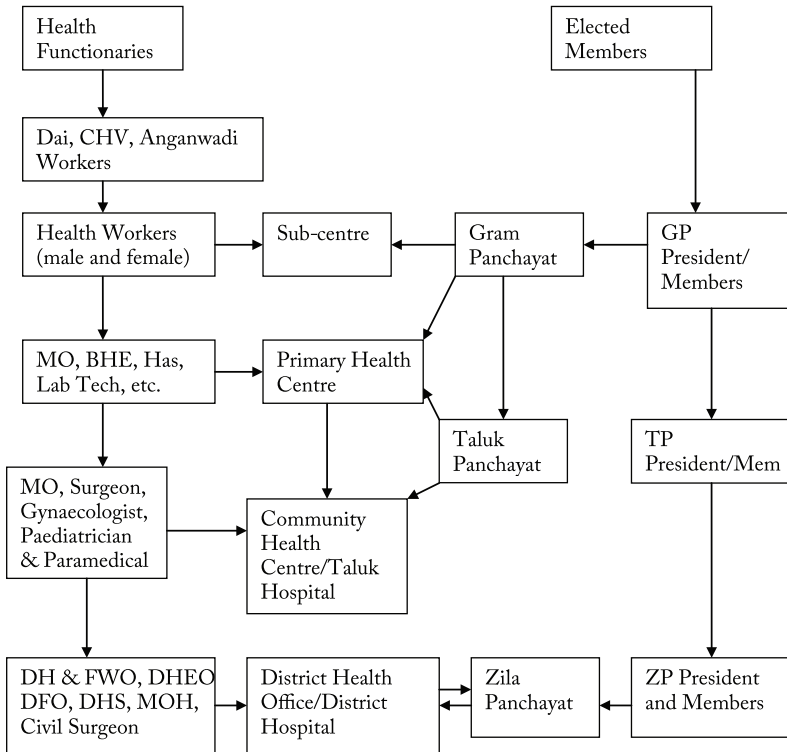 Health
Functionaries
Elected
Members
Dai, CHV, Anganwadi
Workers
Health Workers
(male and female)
Sub-centre
Gram
Panchayat
GP
President/
Members
MO, BHE, Has,
Lab Tech, etc.
Primary Health
Centre
Taluk
Panchayat
TP
President/Mem
MO, Surgeon,
Gynaecologist,
Paediatrician
& Paramedical
Community
Health
Centre/Taluk
Hospital
DH & FWO, DHEO
DFO, DHS, MOH,
Civil Surgeon
District Health
Office/District
Hospital
Zila
Panchayat
ZP President
and Members